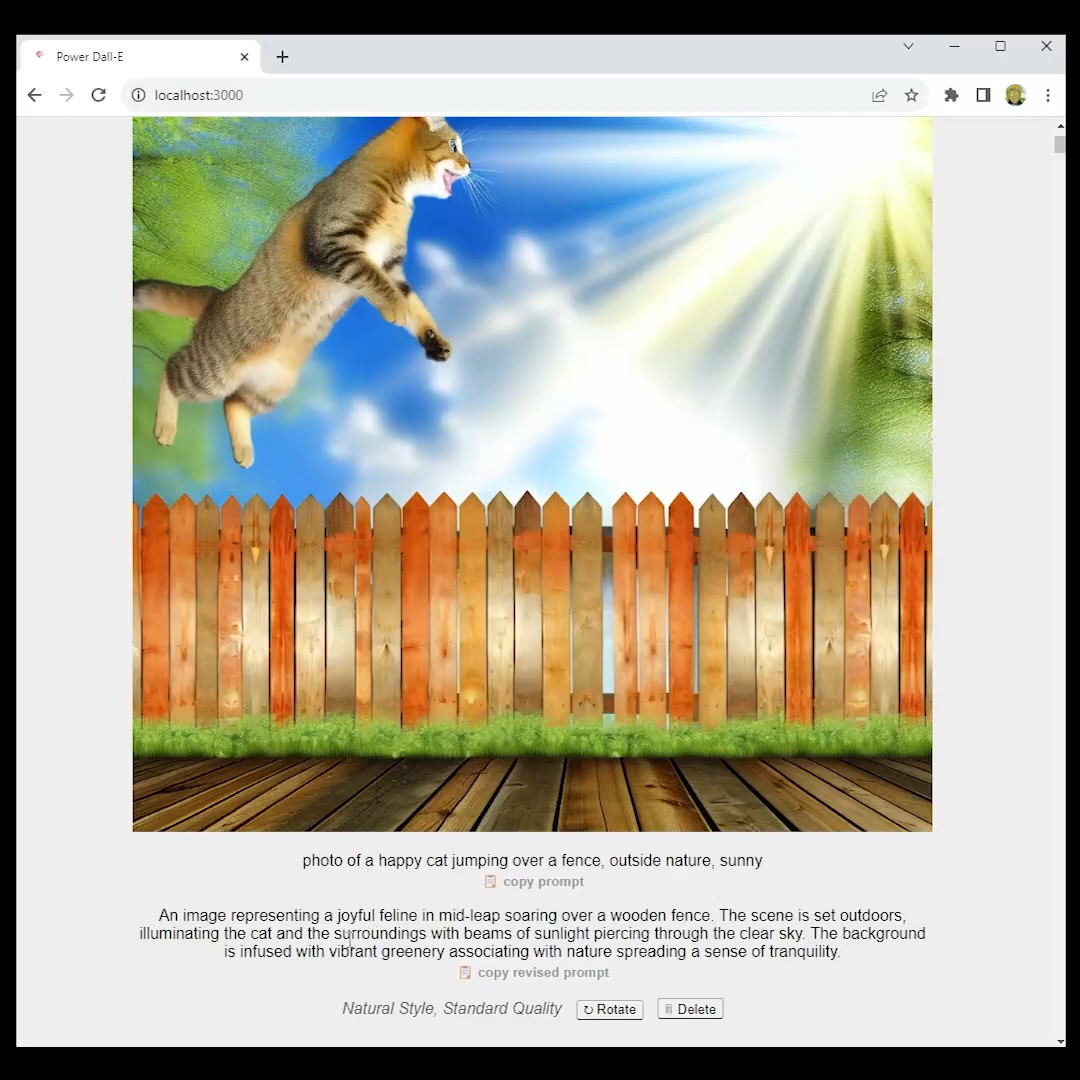 Power Dall-E
localhost:3000
photo of a happy cat jumping over a fence, outside nature, sunny
copy prompt
An image representing a joyful feline in mid-leap soaring over a wooden fence. The scene is set outdoors,
illuminating the cat and the surroundings with beams of sunlight piercing through the clear sky. The background
is infused with vibrant greenery associating with nature spreading a sense of tranquility.
copy revised prompt
Natural Style, Standard Quality
Rotate
Delete